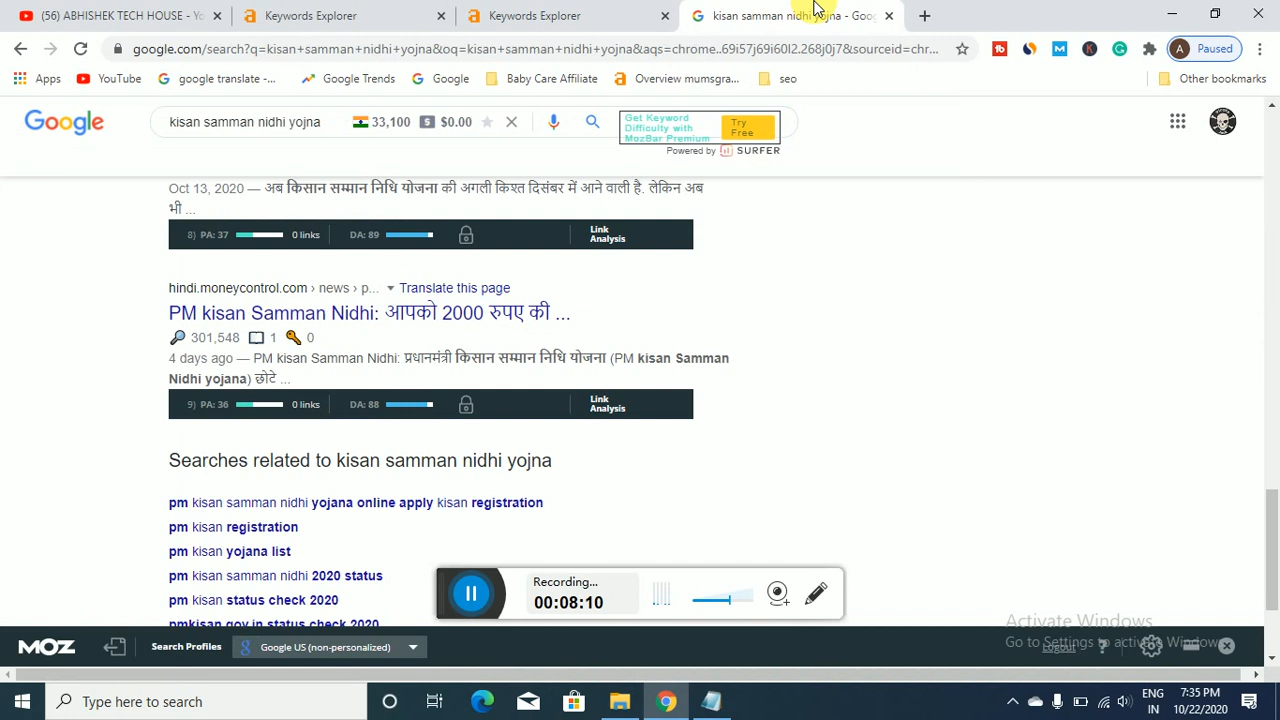 (56) ABHISHEK TECH HOUSE - Yo
Keywords Explorer
Keywords Explorer
kisan samman nidhi yojna - Goog
google.com/search?q=kisan+samman+nidhi+yojna&oq=kisan+samman+nidhi+yojna&aqs=chrome..69i57j69i60l2.268j0j7&sourceid=chr...
A Paused
Apps
YouTube
google translate -...
Google Trends
Google
Baby Care Affiliate
Overview mumsgra...
seo
Other bookmarks
Google
kisan samman nidhi yojna
33,100
$0.00
Get Keyword
Difficulty with
MozBar Premium
Try
Free
Powered by SURFER
Oct 13, 2020 — अब किसान सम्मान निधि योजना की अगली किश्त दिसंबर में आने वाली है. लेकिन अब
भी ...
8) PA: 37 0 links DA: 89 Link
Analysis
hindi.moneycontrol.com › news › p... Translate this page
PM kisan Samman Nidhi: आपको 2000 रुपए की ...
301,548 1 0
4 days ago — PM kisan Samman Nidhi: प्रधानमंत्री किसान सम्मान निधि योजना (PM kisan Samman
Nidhi yojana) छोटे ...
9) PA: 36 0 links DA: 88 Link
Analysis
Searches related to kisan samman nidhi yojna
pm kisan samman nidhi yojana online apply kisan registration
pm kisan registration
pm kisan yojana list
pm kisan samman nidhi 2020 status
pm kisan status check 2020
pmkisan gov in status check 2020
Recording...
00:08:10
Activate Windows
Go to Settings to activate Windows.
MOZ
Search Profiles
Google US (non-personalized)
Logout
?
Type here to search
ENG
IN
7:35 PM
10/22/2020